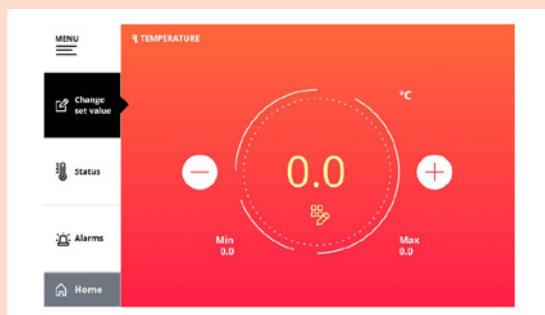 MENU
TEMPERATURE
Change
set value
°C
Status
0.0
Alarms
Min
0.0
Max
0.0
Home